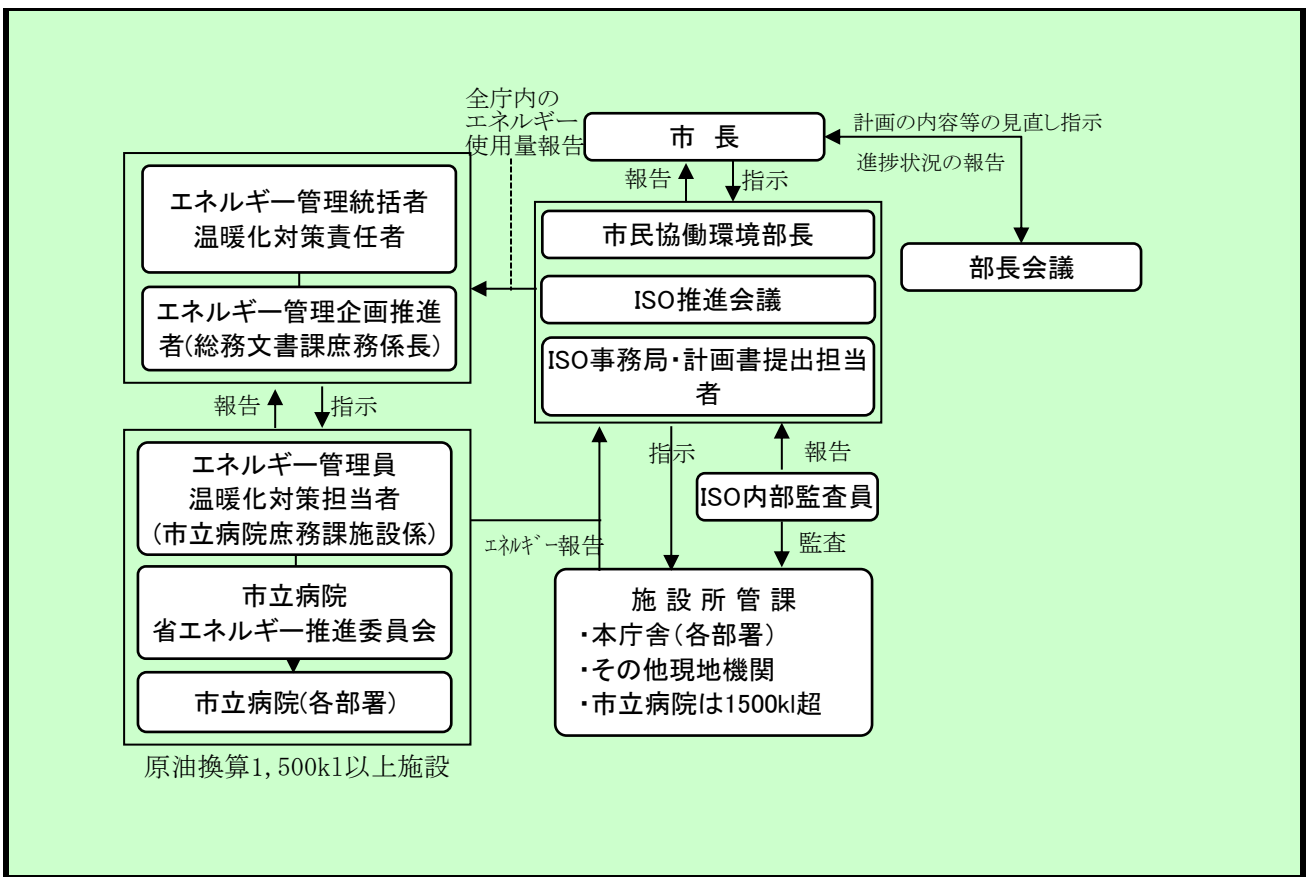 全庁内の
エネルギー
使用量報告
市 長
計画の内容等の見直し指示
進捗状況の報告
報告
指示
部長会議
エネルギー管理統括者
温暖化対策責任者
エネルギー管理企画推進
者(総務文書課庶務係長)
市民協働環境部長
ISO推進会議
ISO事務局・計画書提出担当
者
報告
指示
エネルギー管理員
温暖化対策担当者
(市立病院庶務課施設係)
市立病院
省エネルギー推進委員会
市立病院(各部署)
原油換算1,500kl以上施設
エネルギー報告
指示
報告
ISO内部監査員
監査
施 設 所 管 課
・本庁舎(各部署)
・その他現地機関
・市立病院は1500kl超